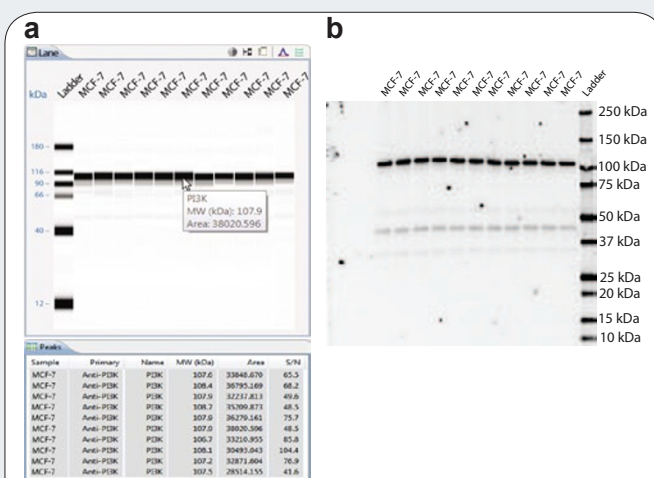 a
b
Lane
kDa
Ladder MCF-7 MCF-7 MCF-7 MCF-7 MCF-7 MCF-7 MCF-7 MCF-7 MCF-7 MCF-7
180
116
90
66
40
12
PI3K
MW (kDa): 107.9
Area: 38020.596
MCF-7 MCF-7 MCF-7 MCF-7 MCF-7 MCF-7 MCF-7 MCF-7 MCF-7 MCF-7 MCF-7 Ladder
250 kDa
150 kDa
100 kDa
75 kDa
50 kDa
37 kDa
25 kDa
20 kDa
15 kDa
10 kDa
Peaks
Sample Primary Name MW (kDa) Area S/N
MCF-7 Anti-PI3K PI3K 107.6 33848.670 65.5
MCF-7 Anti-PI3K PI3K 108.4 36795.169 68.2
MCF-7 Anti-PI3K PI3K 107.9 32237.813 49.6
MCF-7 Anti-PI3K PI3K 108.7 35209.873 48.5
MCF-7 Anti-PI3K PI3K 107.9 36279.161 75.7
MCF-7 Anti-PI3K PI3K 107.9 38020.596 48.5
MCF-7 Anti-PI3K PI3K 106.7 33210.955 85.8
MCF-7 Anti-PI3K PI3K 108.1 30493.043 104.4
MCF-7 Anti-PI3K PI3K 107.2 32871.604 76.9
MCF-7 Anti-PI3K PI3K 107.5 28514.155 41.6